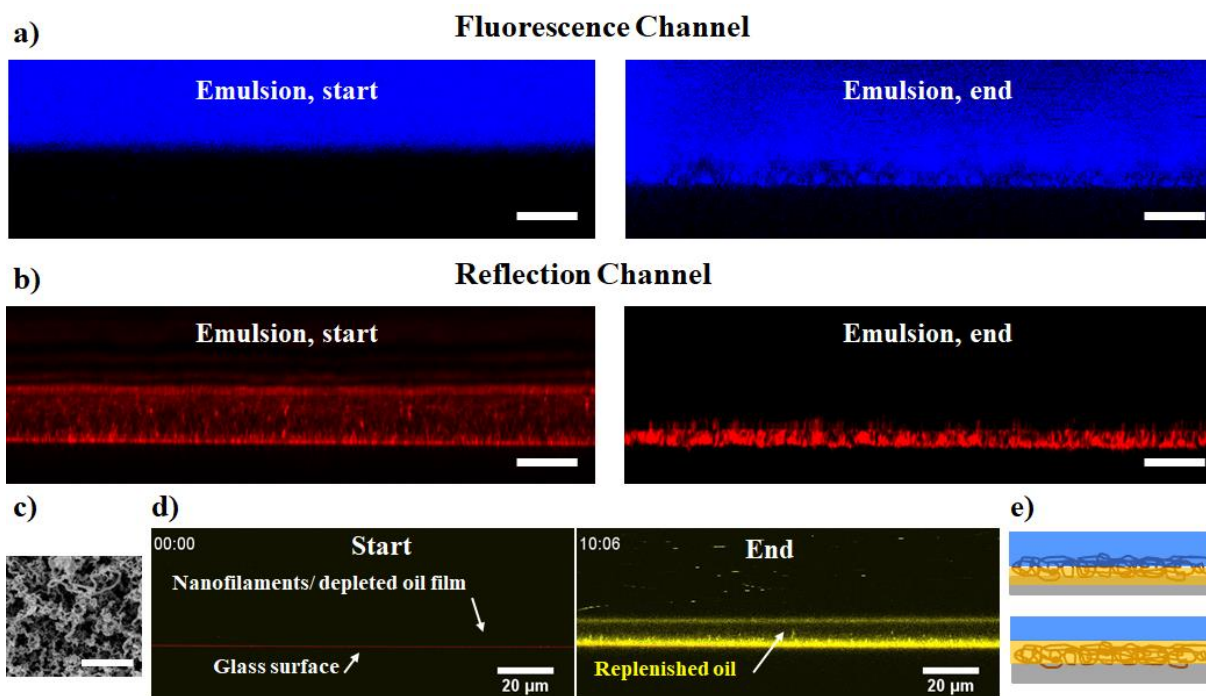 a)
Fluorescence Channel
Emulsion, start
Emulsion, end
b)
Reflection Channel
Emulsion, start
Emulsion, end
c)
d)
e)
00:00
Start
10:06
End
Nanofilaments/ depleted oil film
Glass surface
Replenished oil
20 µm
20 µm